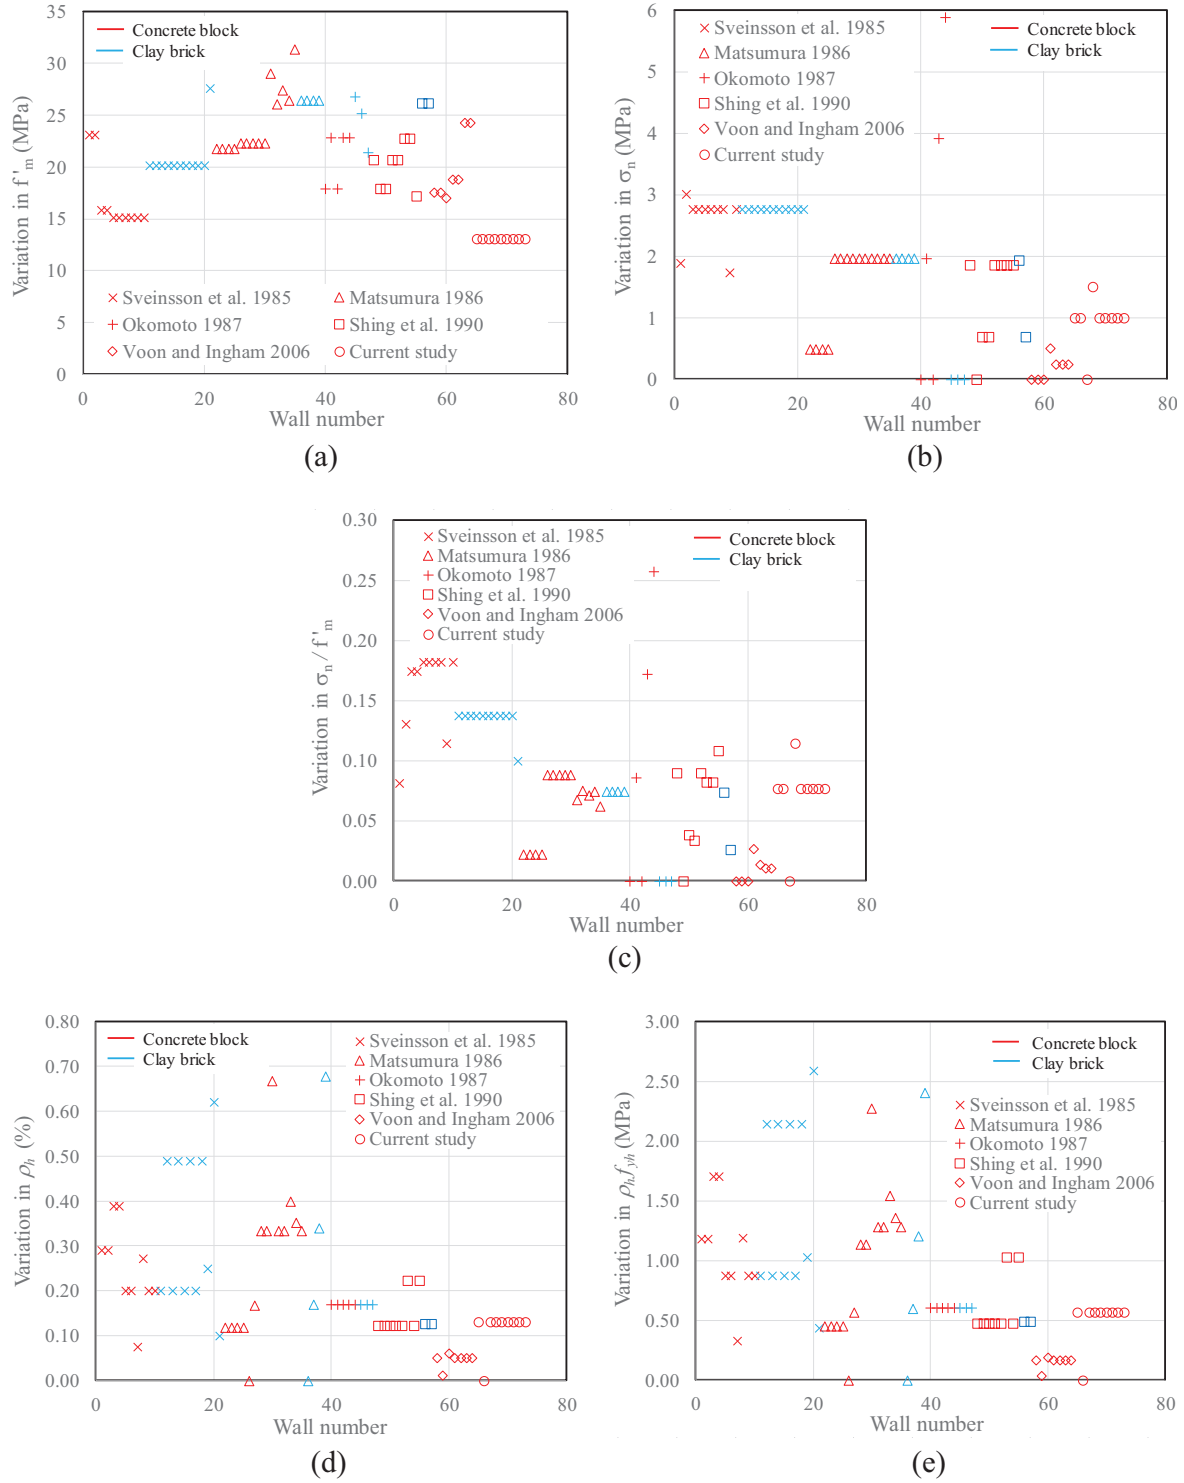 Variation in f'm (MPa)
35
30
25
20
15
10
5
0
Concrete block
Clay brick
× Sveinsson et al. 1985
△ Matsumura 1986
+ Okomoto 1987
□ Shing et al. 1990
◇ Voon and Ingham 2006
○ Current study
0 20 40 60 80
Wall number
(a)
Variation in σn (MPa)
6
5
4
3
2
1
0
× Sveinsson et al. 1985
△ Matsumura 1986
+ Okomoto 1987
□ Shing et al. 1990
◇ Voon and Ingham 2006
○ Current study
Concrete block
Clay brick
0 20 40 60 80
Wall number
(b)
Variation in σn / f'm
0.30
0.25
0.20
0.15
0.10
0.05
0.00
× Sveinsson et al. 1985
△ Matsumura 1986
+ Okomoto 1987
□ Shing et al. 1990
◇ Voon and Ingham 2006
○ Current study
Concrete block
Clay brick
0 20 40 60 80
Wall number
(c)
Variation in ρh (%)
0.80
0.70
0.60
0.50
0.40
0.30
0.20
0.10
0.00
Concrete block
Clay brick
× Sveinsson et al. 1985
△ Matsumura 1986
+ Okomoto 1987
□ Shing et al. 1990
◇ Voon and Ingham 2006
○ Current study
0 20 40 60 80
Wall number
(d)
Variation in ρh fyh (MPa)
3.00
2.50
2.00
1.50
1.00
0.50
0.00
Concrete block
Clay brick
× Sveinsson et al. 1985
△ Matsumura 1986
+ Okomoto 1987
□ Shing et al. 1990
◇ Voon and Ingham 2006
○ Current study
0 20 40 60 80
Wall number
(e)